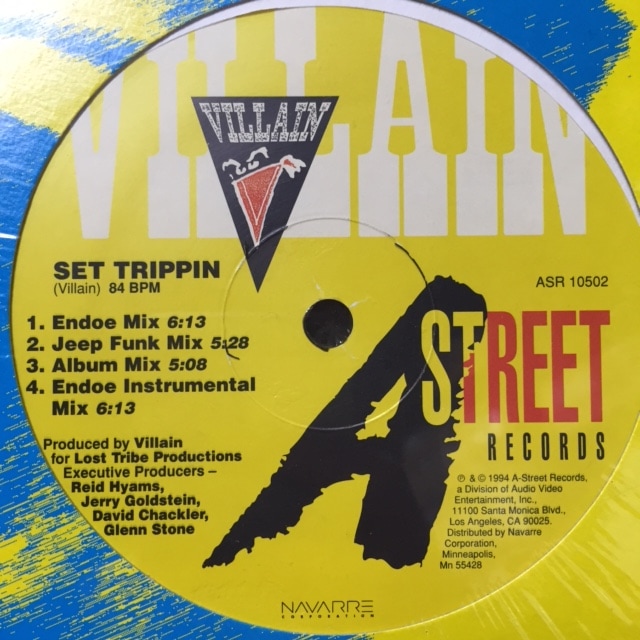 VILLAIN
VILLAIN
SET TRIPPIN
(Villain) 84 BPM
ASR 10502
1. Endoe Mix 6:13
2. Jeep Funk Mix 5:28
3. Album Mix 5:08
4. Endoe Instrumental
Mix 6:13
A STREET
RECORDS
Produced by Villain
for Lost Tribe Productions
Executive Producers –
Reid Hyams,
Jerry Goldstein,
David Chackler,
Glenn Stone
℗ & © 1994 A-Street Records,
a Division of Audio Video
Entertainment, Inc.,
11100 Santa Monica Blvd.,
Los Angeles, CA 90025.
Distributed by Navarre
Corporation,
Minneapolis,
Mn 55428
NAVARRE
CORPORATION